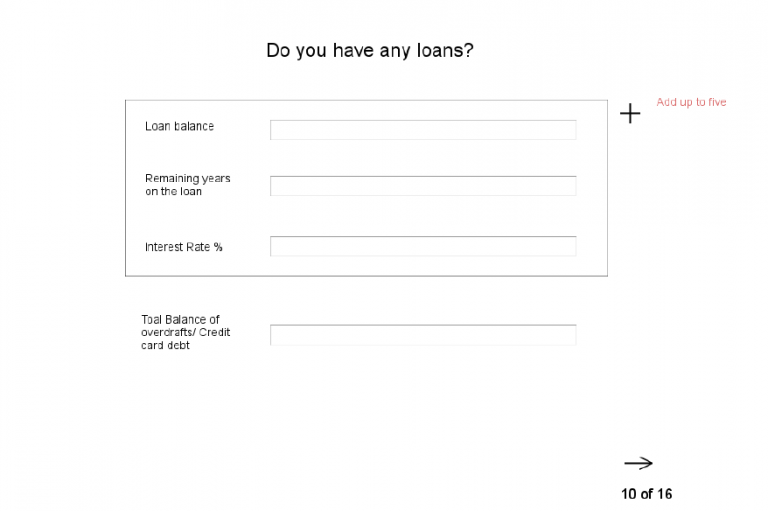 Do you have any loans?
Add up to five
Loan balance
Remaining years
on the loan
Interest Rate %
Toal Balance of
overdrafts/ Credit
card debt
10 of 16